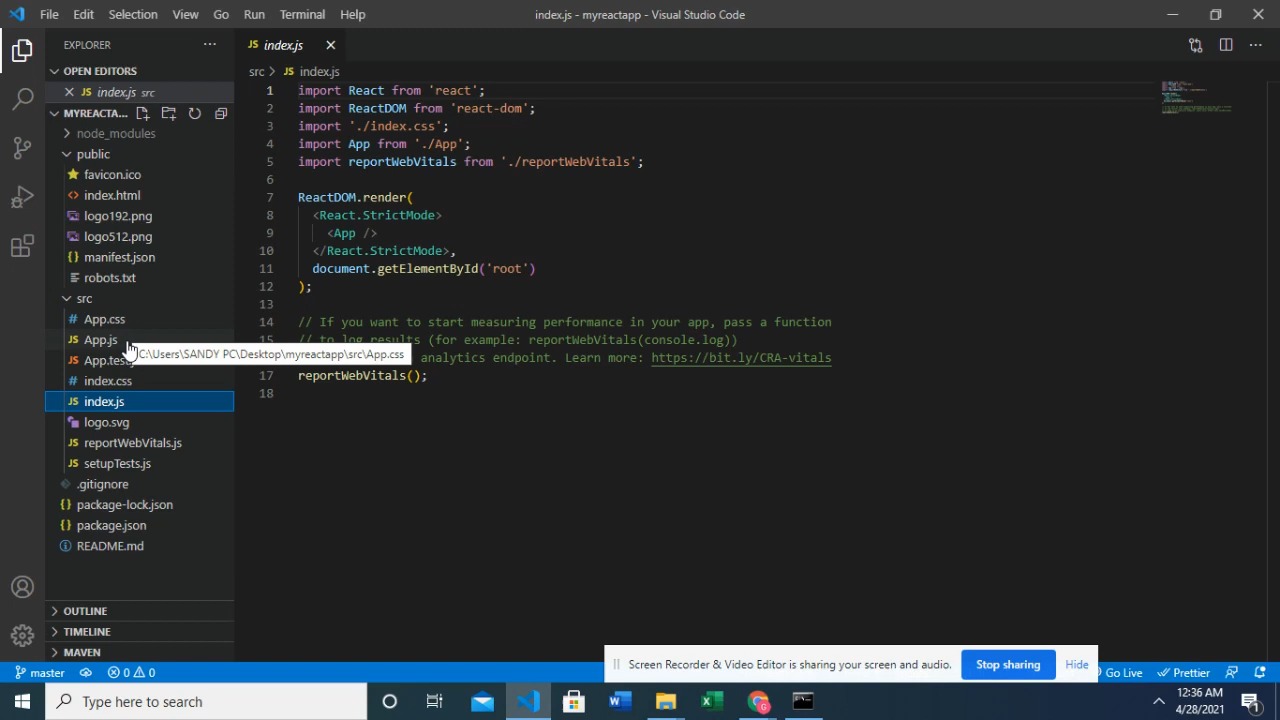 File Edit Selection View Go Run Terminal Help
index.js - myreactapp - Visual Studio Code
EXPLORER
OPEN EDITORS
JS index.js src
MYREACTA...
node_modules
public
favicon.ico
<> index.html
logo192.png
logo512.png
{} manifest.json
robots.txt
src
# App.css
JS App.js
JS App.tes
# index.css
JS index.js
logo.svg
JS reportWebVitals.js
JS setupTests.js
.gitignore
{} package-lock.json
{} package.json
README.md
OUTLINE
TIMELINE
MAVEN
JS index.js
src > JS index.js
1 import React from 'react';
2 import ReactDOM from 'react-dom';
3 import './index.css';
4 import App from './App';
5 import reportWebVitals from './reportWebVitals';
6
7 ReactDOM.render(
8 <React.StrictMode>
9 <App />
10 </React.StrictMode>,
11 document.getElementById('root')
12 );
13
14 // If you want to start measuring performance in your app, pass a function
15 // to log results (for example: reportWebVitals(console.log))
analytics endpoint. Learn more: https://bit.ly/CRA-vitals
17 reportWebVitals();
18
C:\Users\SANDY PC\Desktop\myreactapp\src\App.css
Screen Recorder & Video Editor is sharing your screen and audio. Stop sharing Hide
master 0 0 Go Live Prettier
Type here to search
12:36 AM
4/28/2021
1